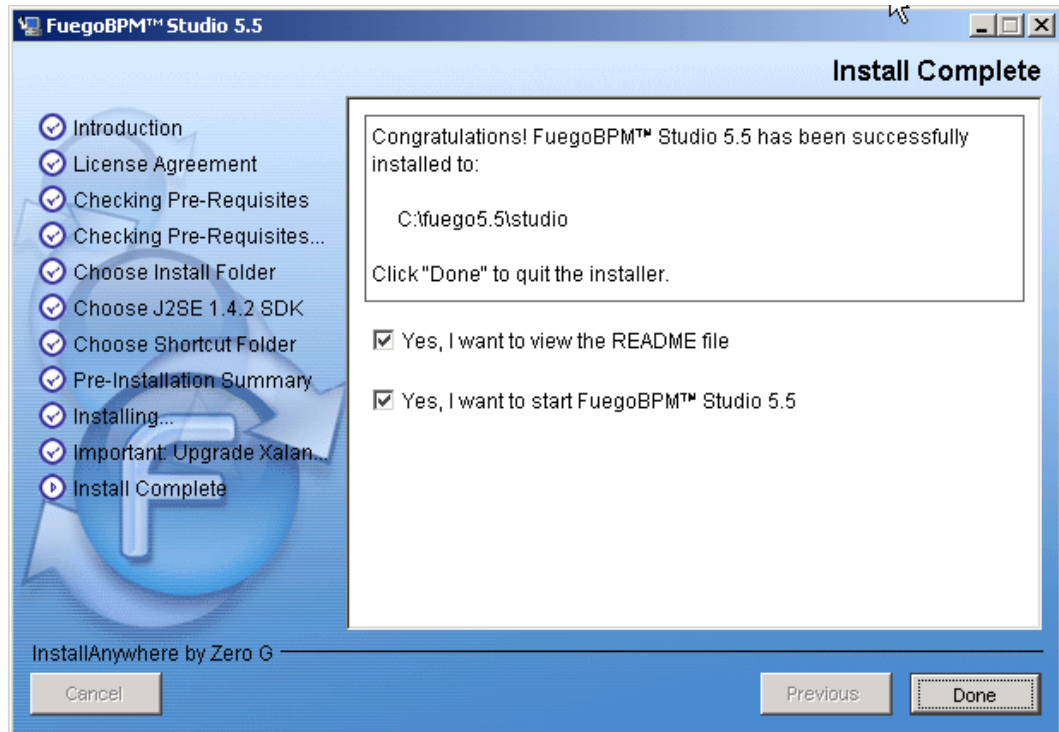 FuegoBPM™ Studio 5.5
Install Complete
Introduction
License Agreement
Checking Pre-Requisites
Checking Pre-Requisites...
Choose Install Folder
Choose J2SE 1.4.2 SDK
Choose Shortcut Folder
Pre-Installation Summary
Installing...
Important: Upgrade Xalan...
Install Complete
Congratulations! FuegoBPM™ Studio 5.5 has been successfully
installed to:
C:\fuego5.5\studio
Click "Done" to quit the installer.
Yes, I want to view the README file
Yes, I want to start FuegoBPM™ Studio 5.5
InstallAnywhere by Zero G
Cancel
Previous
Done